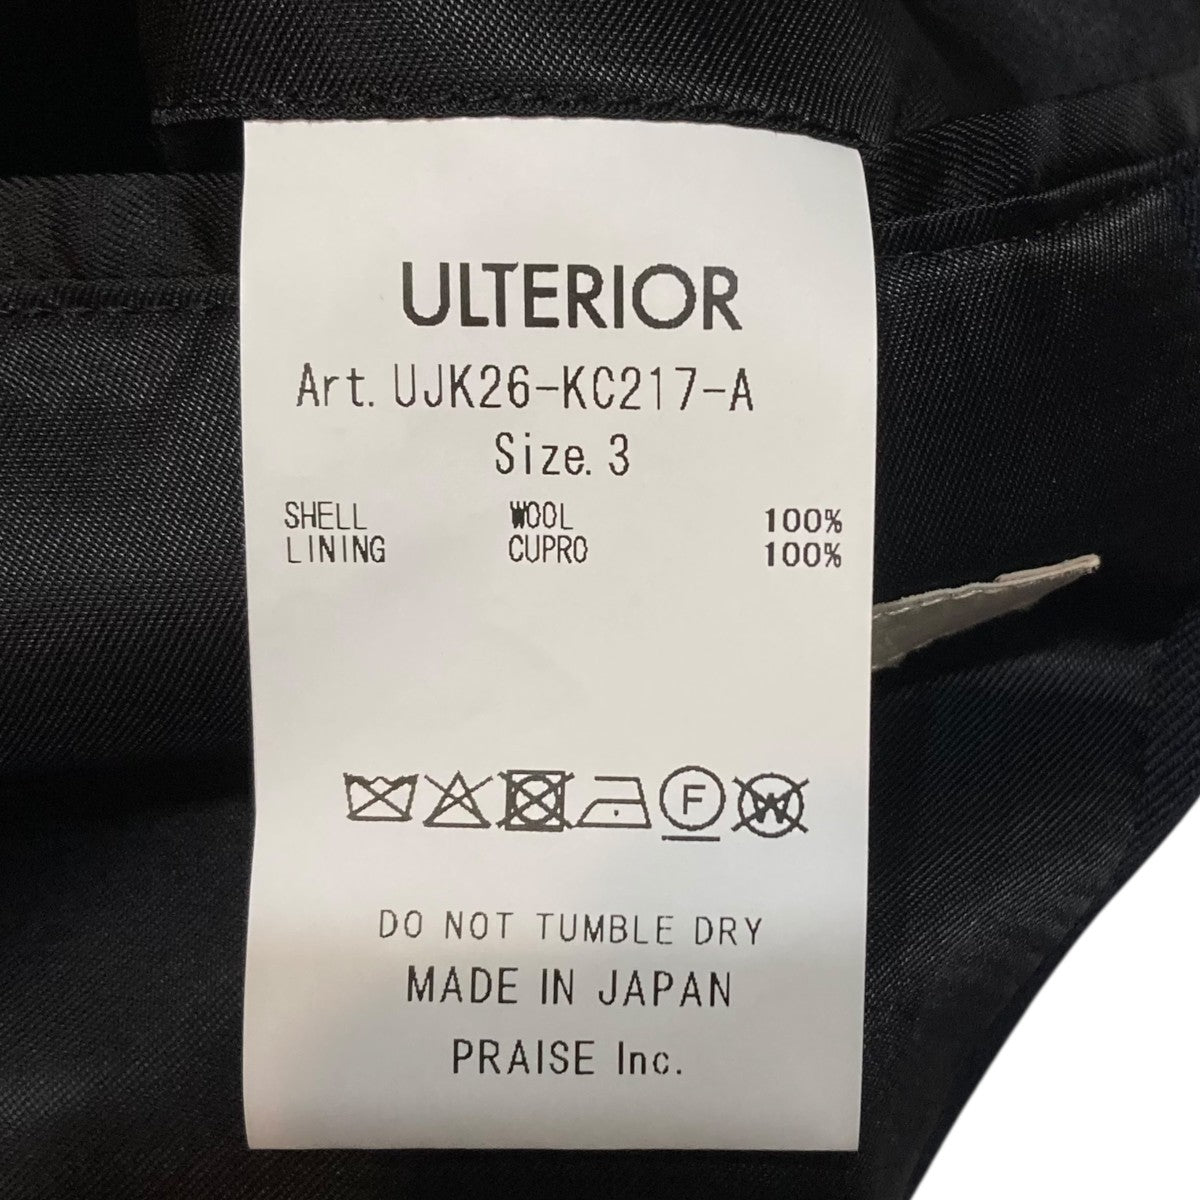 ULTERIOR
Art. UJK26-KC217-A
Size. 3
SHELL WOOL 100%
LINING CUPRO 100%
F W
DO NOT TUMBLE DRY
MADE IN JAPAN
PRAISE Inc.